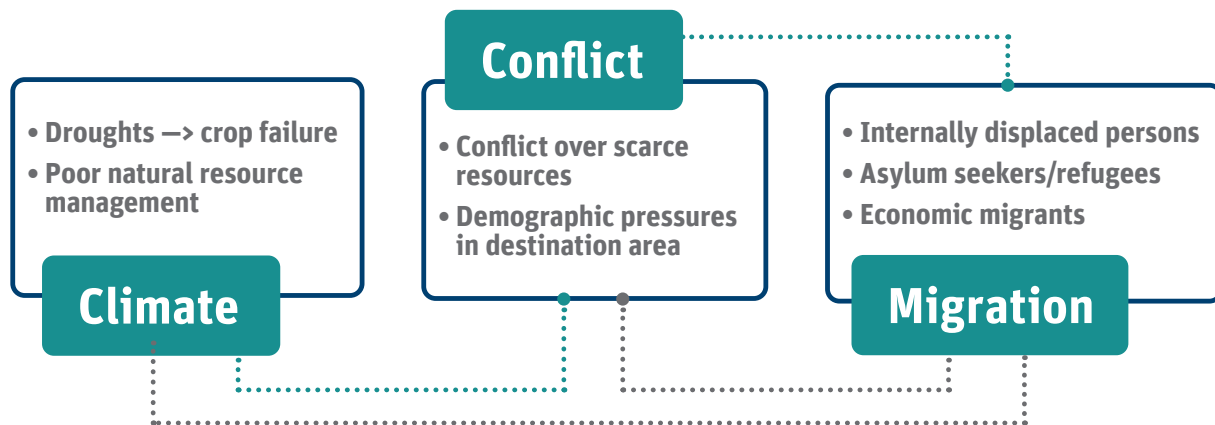 Climate
• Droughts —> crop failure
• Poor natural resource
management
Conflict
• Conflict over scarce
resources
• Demographic pressures
in destination area
Migration
• Internally displaced persons
• Asylum seekers/refugees
• Economic migrants